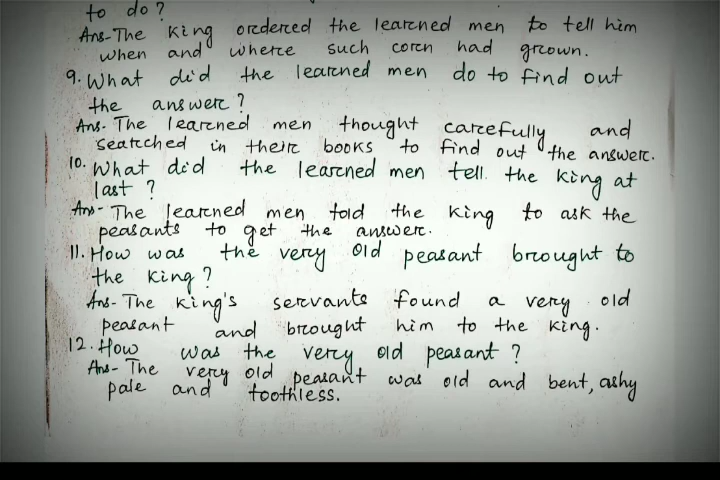 to do?
Ans- The king ordered the learned men to tell him
when and where such corn had grown.
9. What did the learned men do to find out
the answer?
Ans- The learned men thought carefully and
searched in their books to find out the answer.
10. What did the learned men tell the king at
last?
Ans- The learned men told the king to ask the
peasants to get the answer.
11. How was the very old peasant brought to
the king?
Ans- The king's servants found a very old
peasant and brought him to the king.
12. How was the very old peasant?
Ans- The very old peasant was old and bent, ashy
pale and toothless.